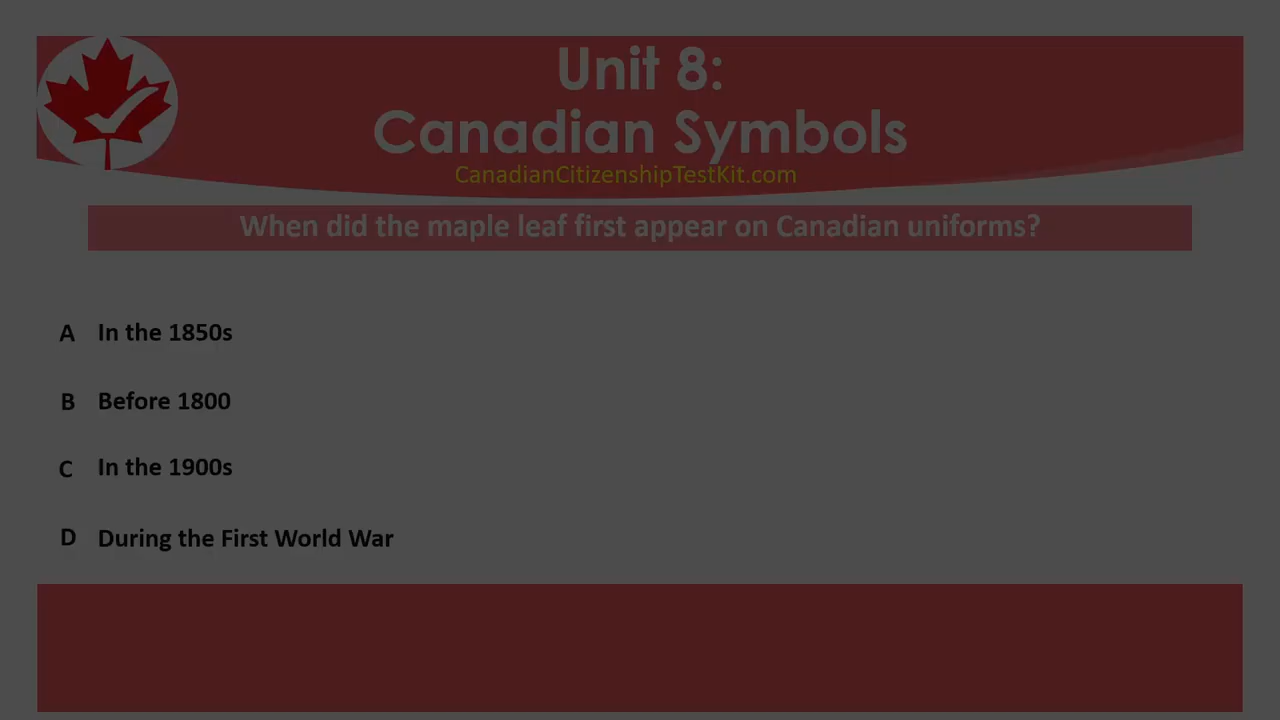 Unit 8:
Canadian Symbols
CanadianCitizenshipTestKit.com
When did the maple leaf first appear on Canadian uniforms?
A In the 1850s
B Before 1800
C In the 1900s
D During the First World War